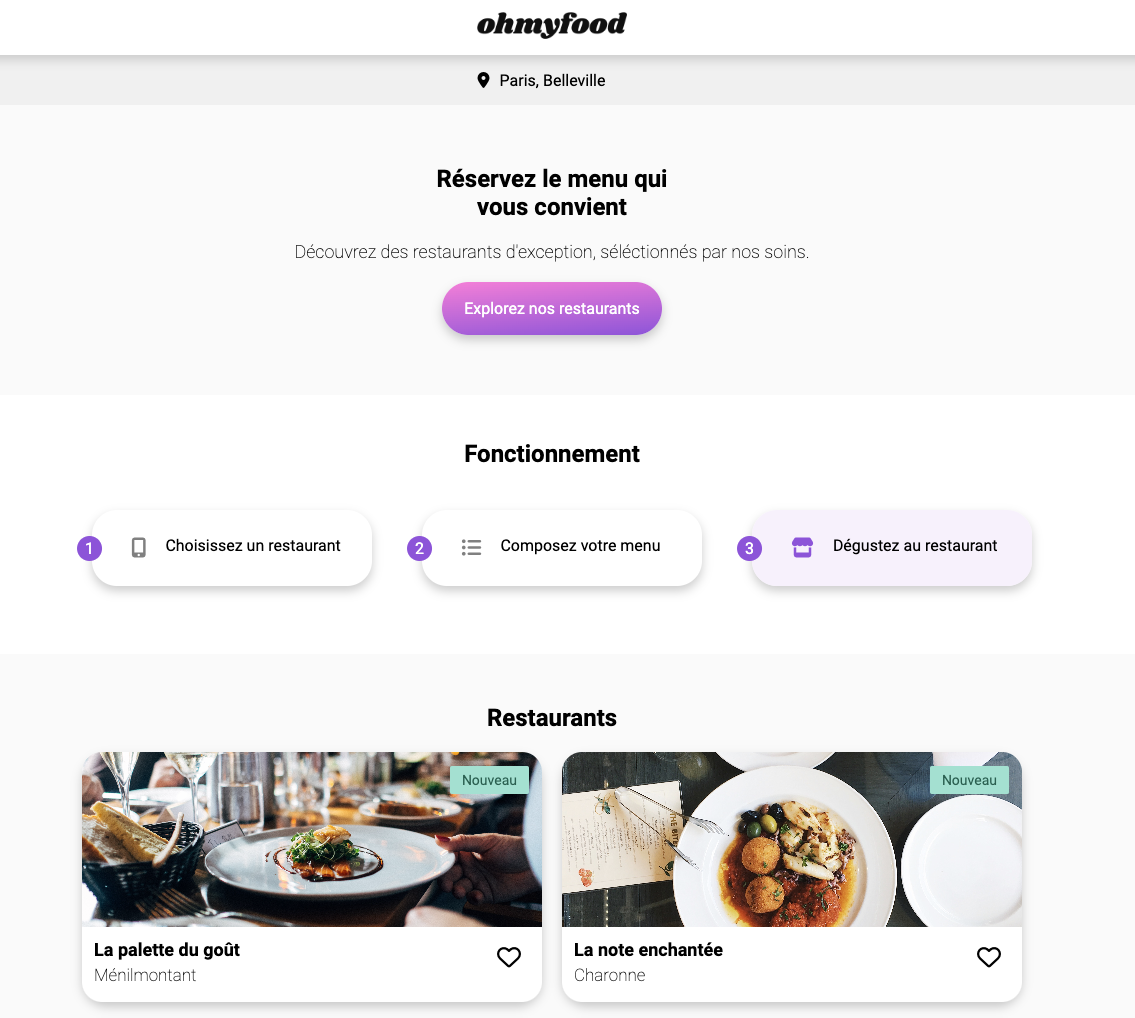 ohmyfood
Paris, Belleville
Réservez le menu qui
vous convient
Découvrez des restaurants d'exception, séléctionnés par nos soins.
Explorez nos restaurants
Fonctionnement
1 Choisissez un restaurant
2 Composez votre menu
3 Dégustez au restaurant
Restaurants
Nouveau
La palette du goût
Ménilmontant
Nouveau
La note enchantée
Charonne